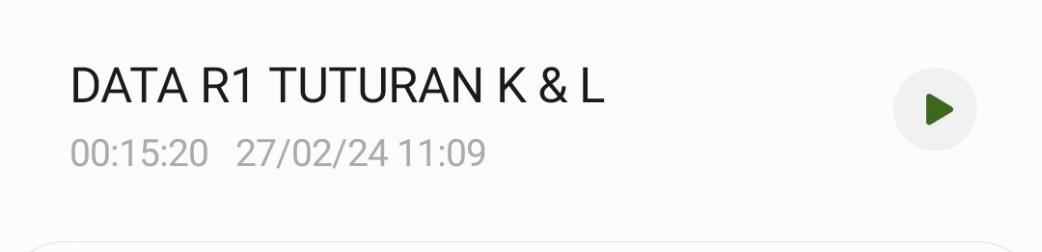 DATA R1 TUTURAN K & L
00:15:20 27/02/24 11:09